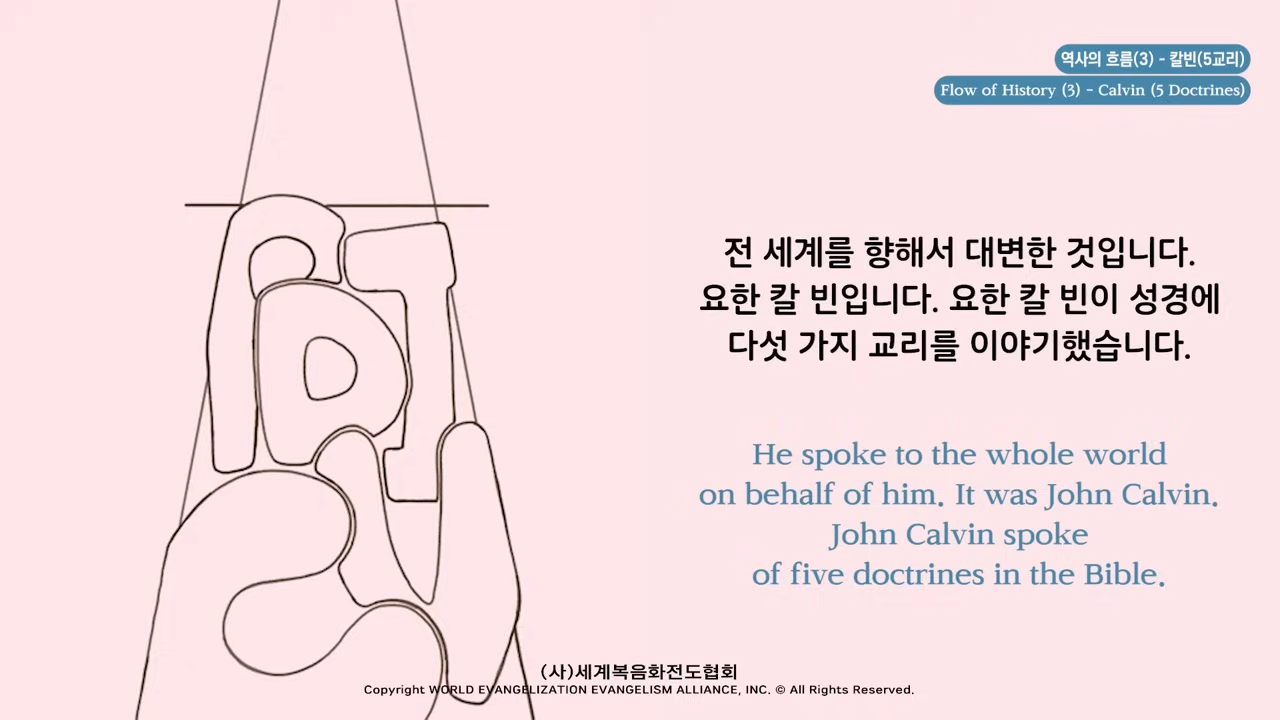 역사의 흐름(3) - 칼빈(5교리)
Flow of History (3) - Calvin (5 Doctrines)
전 세계를 향해서 대변한 것입니다.
요한 칼 빈입니다. 요한 칼 빈이 성경에
다섯 가지 교리를 이야기했습니다.
He spoke to the whole world
on behalf of him. It was John Calvin.
John Calvin spoke
of five doctrines in the Bible.
(사)세계복음화전도협회
Copyright WORLD EVANGELIZATION EVANGELISM ALLIANCE, INC. © All Rights Reserved.